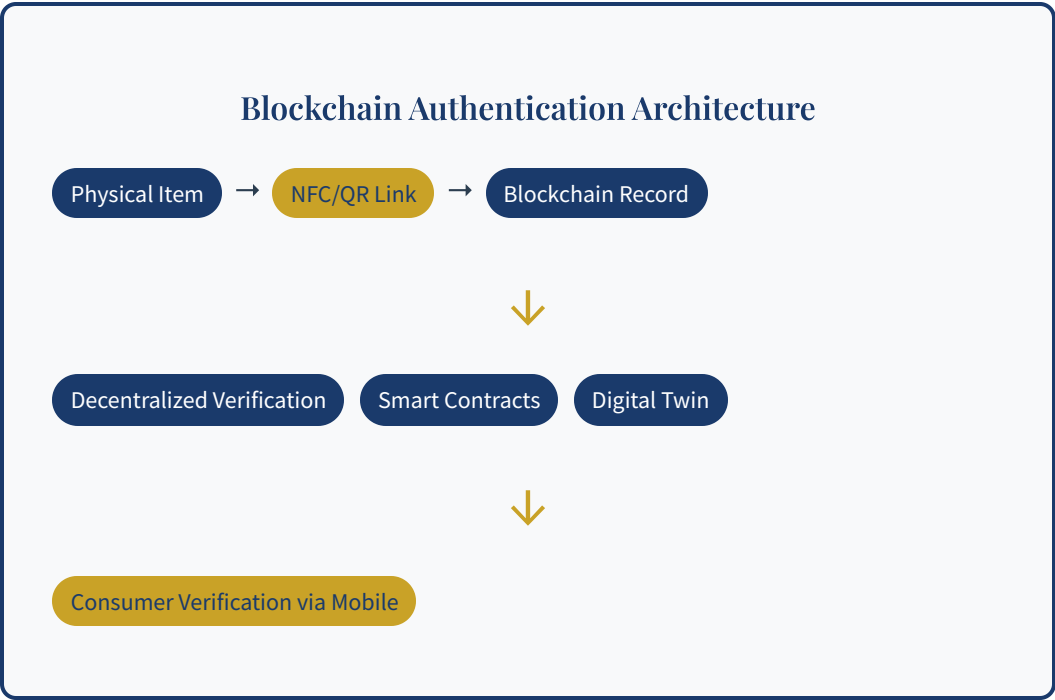 Blockchain Authentication Architecture
Physical Item → NFC/QR Link → Blockchain Record
↓
Decentralized Verification Smart Contracts Digital Twin
↓
Consumer Verification via Mobile